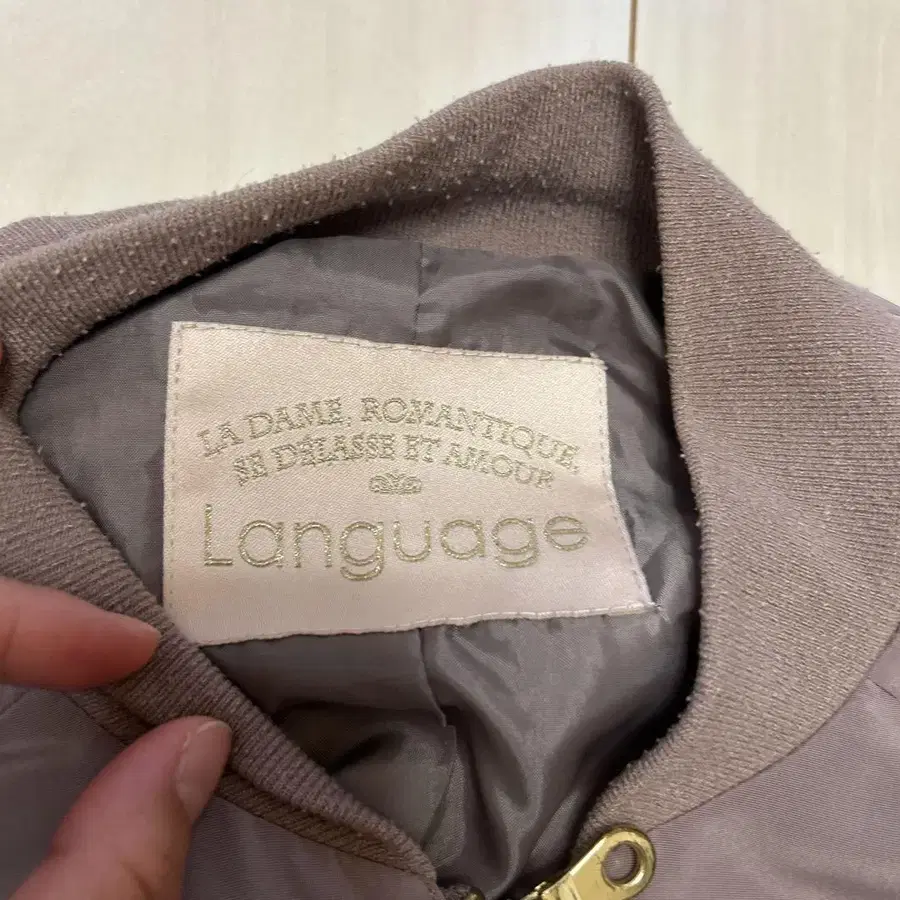 LA DAME, ROMANTIQUE,
SE DÉLASSE ET AMOUR
Language